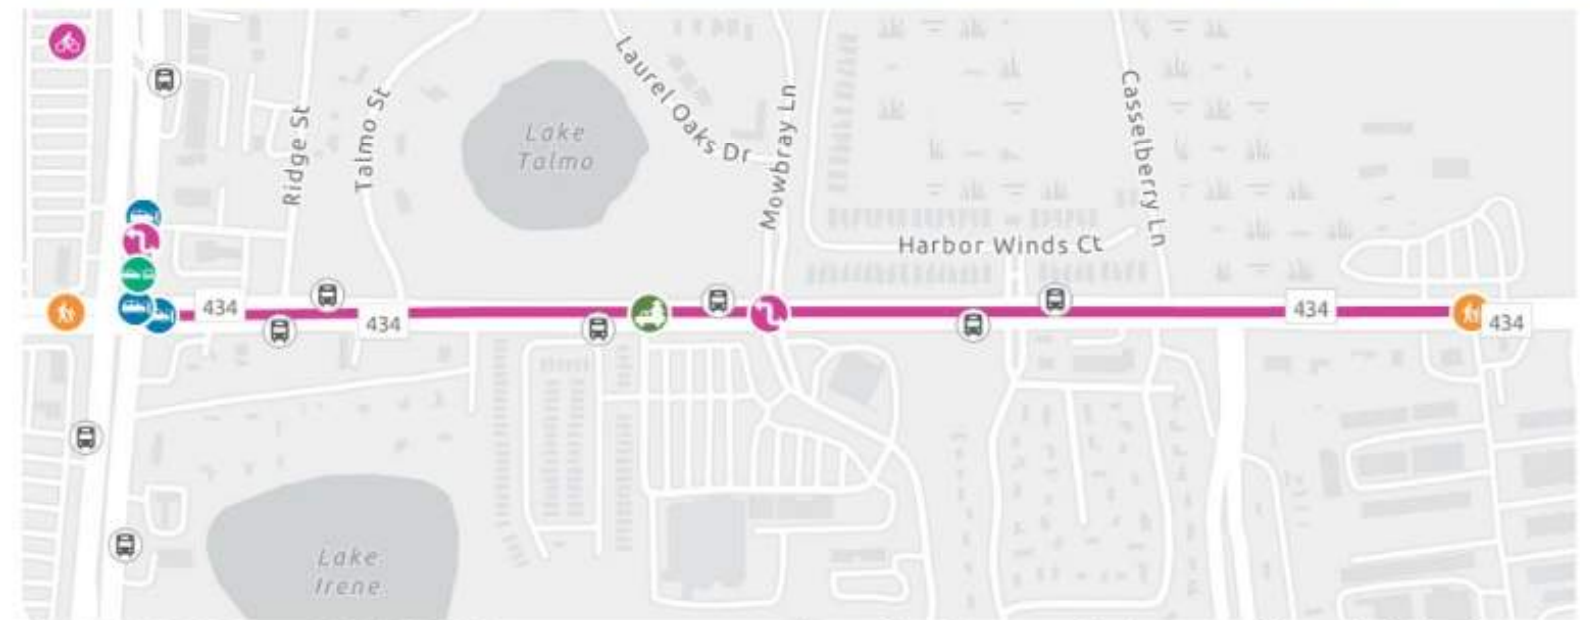 Laurel Oaks Dr
Ridge St
Talmo St
Lake
Talmo
Mowbray Ln
Casselberry Ln
Harbor Winds Ct
434
434
434
434
Lake
Irene